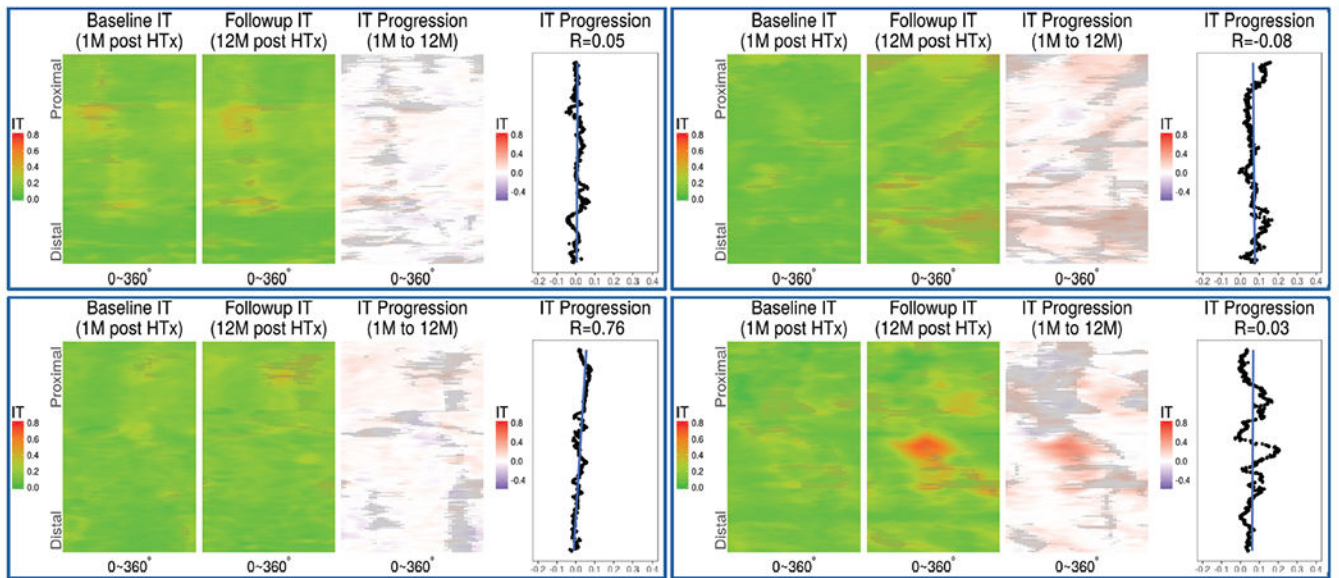 Baseline IT Followup IT IT Progression IT Progression
(1M post HTx) (12M post HTx) (1M to 12M) R=0.05
Proximal
IT IT
0.8 0.8
0.6 0.4
0.4 0.0
0.2 -0.4
0.0
Distal
0~360° 0~360° 0~360°
-0.2 -0.1 0.0 0.1 0.2 0.3 0.4
Baseline IT Followup IT IT Progression IT Progression
(1M post HTx) (12M post HTx) (1M to 12M) R=-0.08
Proximal
IT IT
0.8 0.8
0.6 0.4
0.4 0.0
0.2 -0.4
0.0
Distal
0~360° 0~360° 0~360°
-0.2 -0.1 0.0 0.1 0.2 0.3 0.4
Baseline IT Followup IT IT Progression IT Progression
(1M post HTx) (12M post HTx) (1M to 12M) R=0.76
Proximal
IT IT
0.8 0.8
0.6 0.4
0.4 0.0
0.2 -0.4
0.0
Distal
0~360° 0~360° 0~360°
-0.2 -0.1 0.0 0.1 0.2 0.3 0.4
Baseline IT Followup IT IT Progression IT Progression
(1M post HTx) (12M post HTx) (1M to 12M) R=0.03
Proximal
IT IT
0.8 0.8
0.6 0.4
0.4 0.0
0.2 -0.4
0.0
Distal
0~360° 0~360° 0~360°
-0.2 -0.1 0.0 0.1 0.2 0.3 0.4